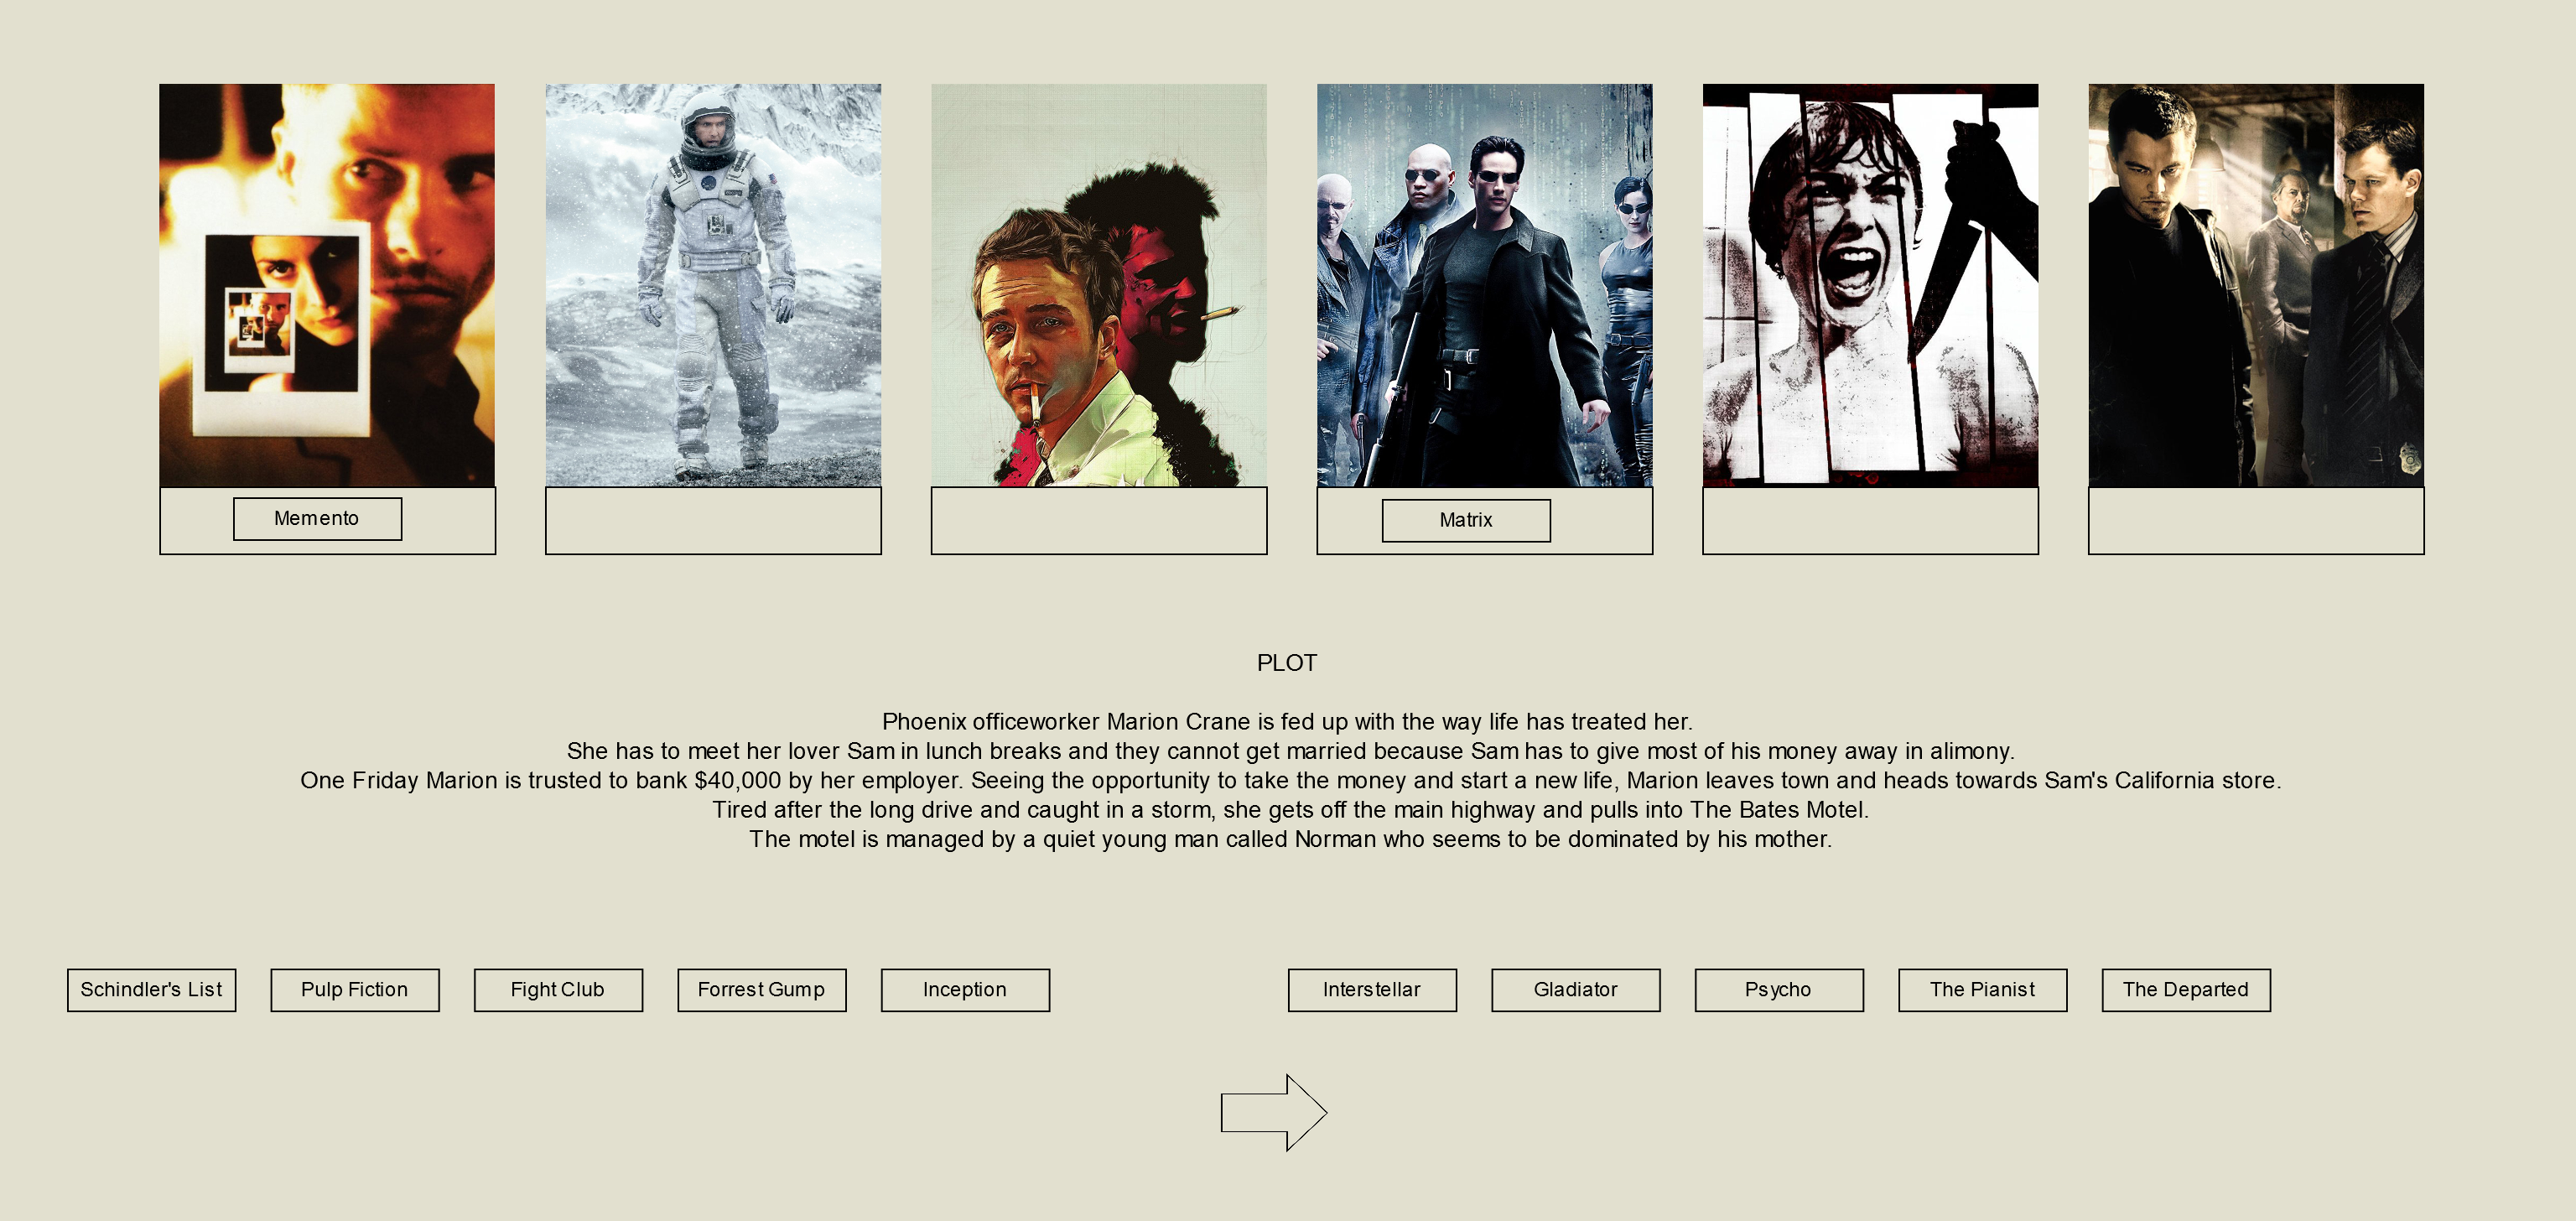 Memento
Matrix
PLOT
Phoenix officeworker Marion Crane is fed up with the way life has treated her.
She has to meet her lover Sam in lunch breaks and they cannot get married because Sam has to give most of his money away in alimony.
One Friday Marion is trusted to bank $40,000 by her employer. Seeing the opportunity to take the money and start a new life, Marion leaves town and heads towards Sam's California store.
Tired after the long drive and caught in a storm, she gets off the main highway and pulls into The Bates Motel.
The motel is managed by a quiet young man called Norman who seems to be dominated by his mother.
Schindler's List
Pulp Fiction
Fight Club
Forrest Gump
Inception
Interstellar
Gladiator
Psycho
The Pianist
The Departed